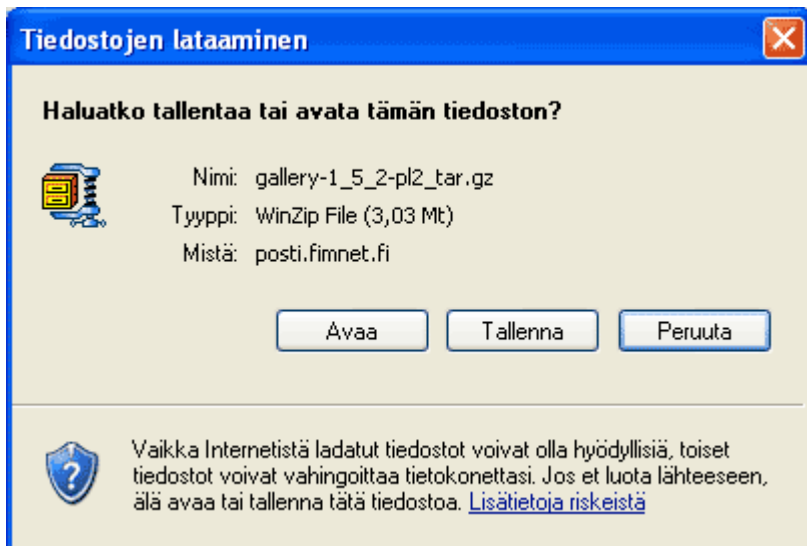 Tiedostojen lataaminen
Haluatko tallentaa tai avata tämän tiedoston?
Nimi: gallery-1_5_2-pl2_tar.gz
Tyyppi: WinZip File (3,03 Mt)
Mistä: posti.fimnet.fi
Avaa Tallenna Peruuta
Vaikka Internetistä ladatut tiedostot voivat olla hyödyllisiä, toiset
tiedostot voivat vahingoittaa tietokonettasi. Jos et luota lähteeseen,
älä avaa tai tallenna tätä tiedostoa. Lisätietoja riskeistä